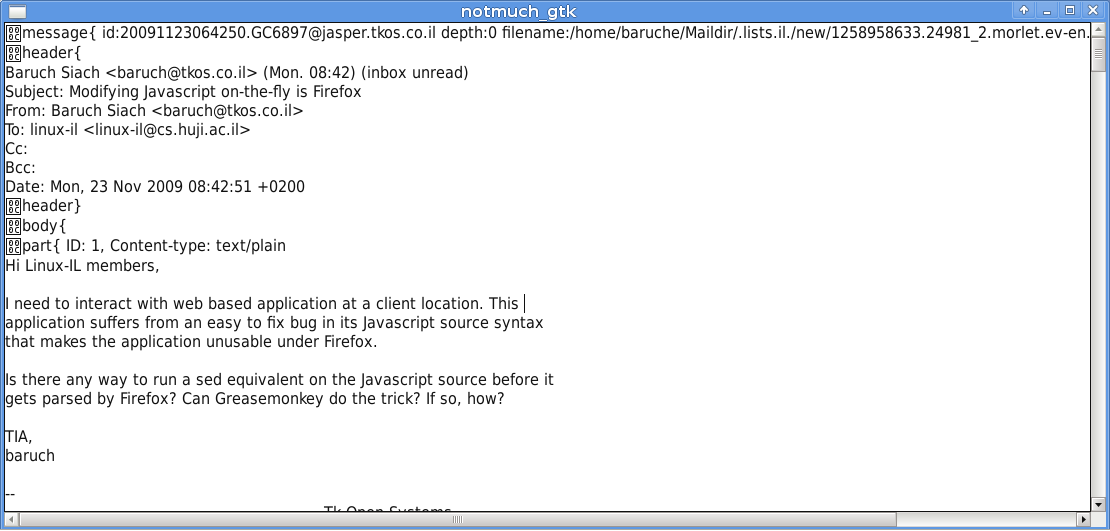 notmuch_gtk
message{ id:20091123064250.GC6897@jasper.tkos.co.il depth:0 filename:/home/baruche/Maildir/.lists.il./new/1258958633.24981_2.morlet.ev-en.
header{
Baruch Siach <baruch@tkos.co.il> (Mon. 08:42) (inbox unread)
Subject: Modifying Javascript on-the-fly is Firefox
From: Baruch Siach <baruch@tkos.co.il>
To: linux-il <linux-il@cs.huji.ac.il>
Cc:
Bcc:
Date: Mon, 23 Nov 2009 08:42:51 +0200
header}
body{
part{ ID: 1, Content-type: text/plain
Hi Linux-IL members,
I need to interact with web based application at a client location. This
application suffers from an easy to fix bug in its Javascript source syntax
that makes the application unusable under Firefox.
Is there any way to run a sed equivalent on the Javascript source before it
gets parsed by Firefox? Can Greasemonkey do the trick? If so, how?
TIA,
baruch
--
Tk Open Systems